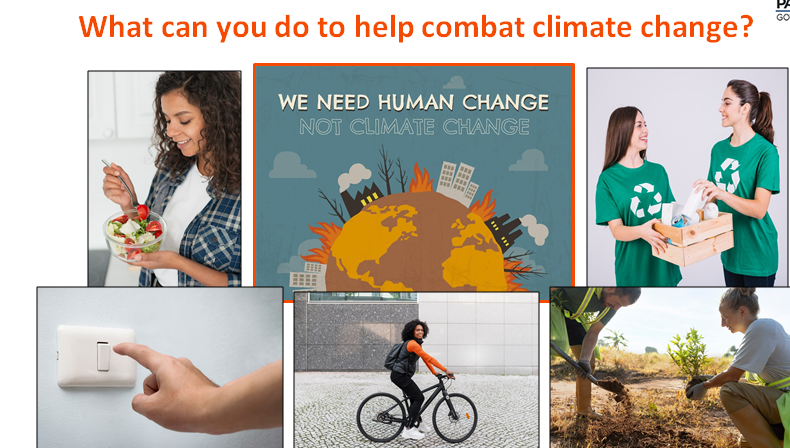 What can you do to help combat climate change?
WE NEED HUMAN CHANGE
NOT CLIMATE CHANGE